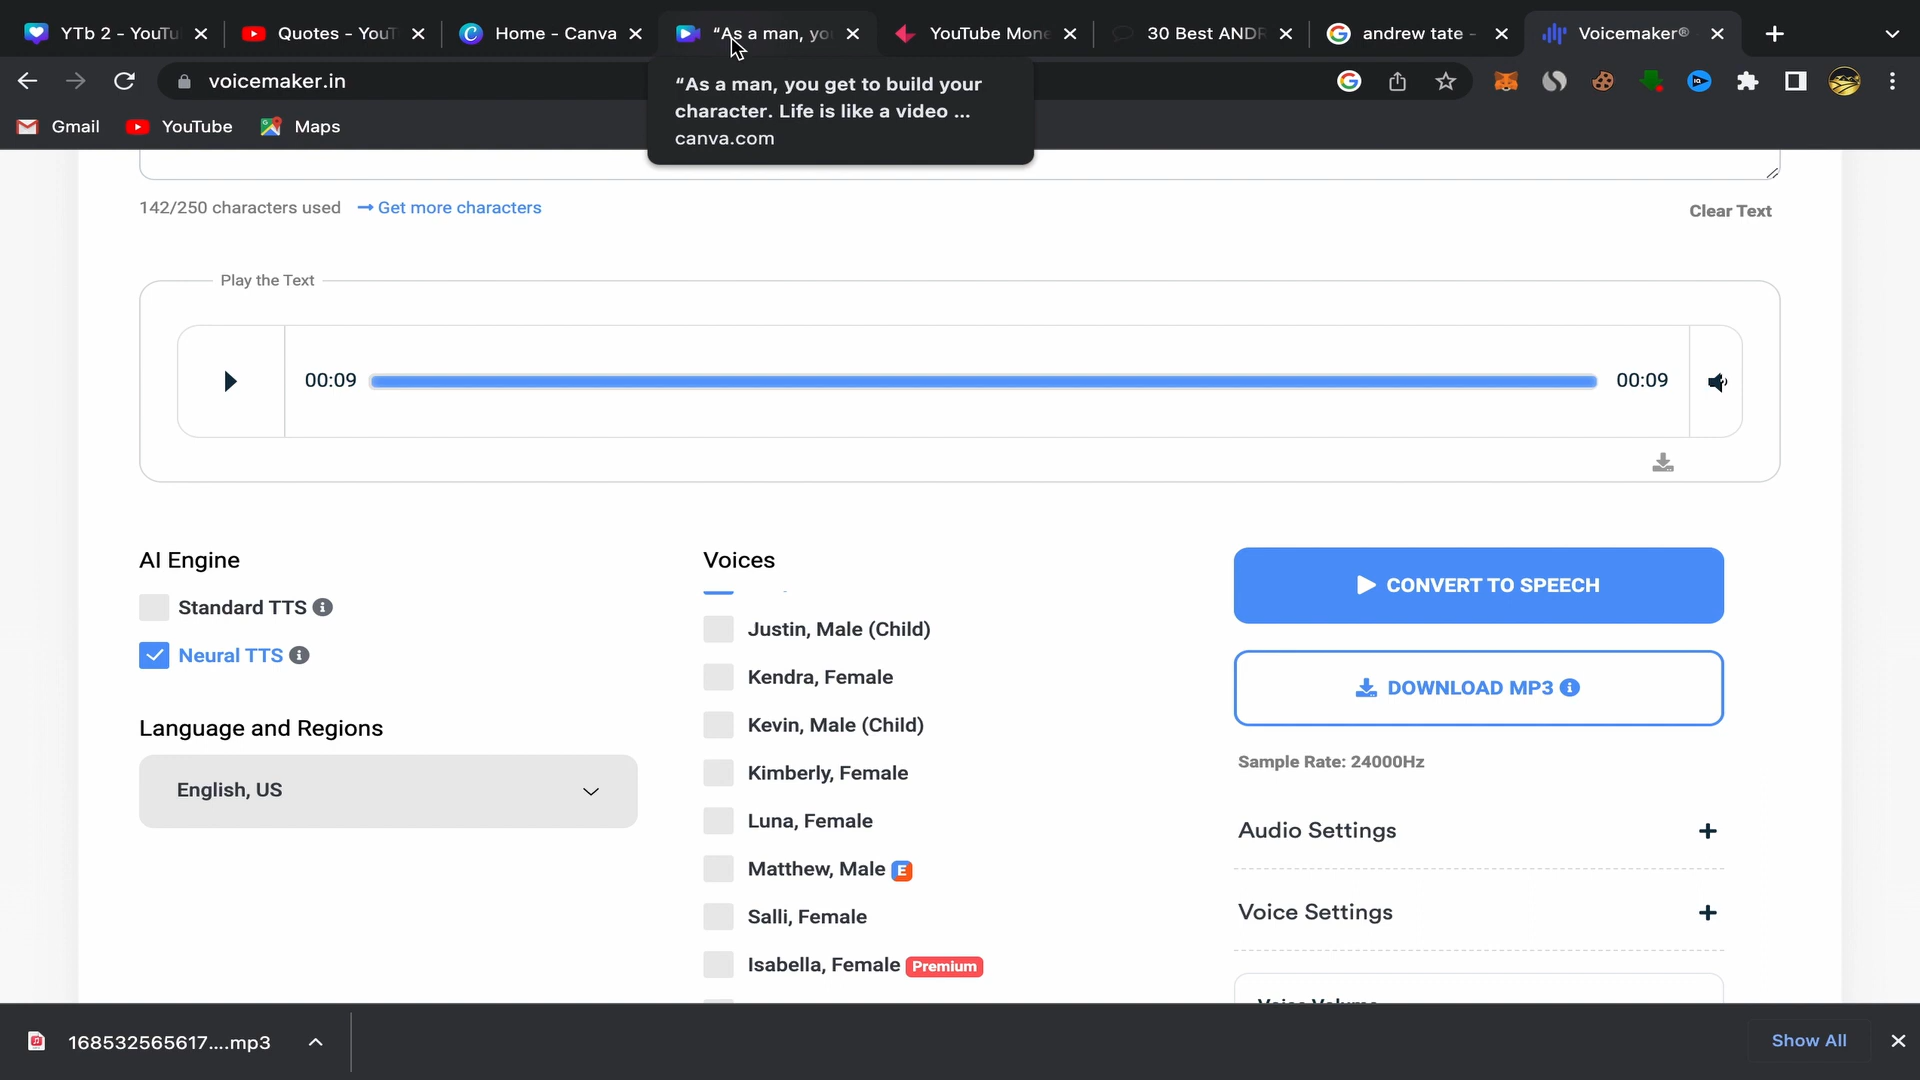 YTb 2 - YouTu
Quotes - YouT
Home - Canva
“As a man, yo
YouTube Mone
30 Best ANDR
andrew tate -
Voicemaker®
voicemaker.in
“As a man, you get to build your
character. Life is like a video ...
canva.com
Gmail
YouTube
Maps
142/250 characters used
Get more characters
Clear Text
Play the Text
00:09
00:09
AI Engine
Standard TTS
Neural TTS
Language and Regions
English, US
Voices
Justin, Male (Child)
Kendra, Female
Kevin, Male (Child)
Kimberly, Female
Luna, Female
Matthew, Male E
Salli, Female
Isabella, Female Premium
CONVERT TO SPEECH
DOWNLOAD MP3
Sample Rate: 24000Hz
Audio Settings
Voice Settings
Voice Volume
168532565617....mp3
Show All